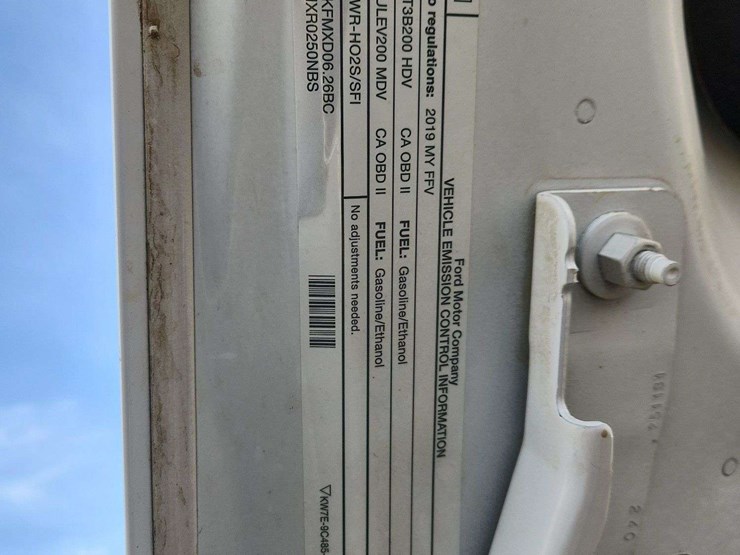 Ford Motor Company
VEHICLE EMISSION CONTROL INFORMATION
regulations: 2019 MY FFV
T3B200 HDV CA OBD II FUEL: Gasoline/Ethanol
ULEV200 MDV CA OBD II FUEL: Gasoline/Ethanol
WR-HO2S/SFI No adjustments needed.
KFMXD06.26BC
XR0250NBS
KW7E-9C485-